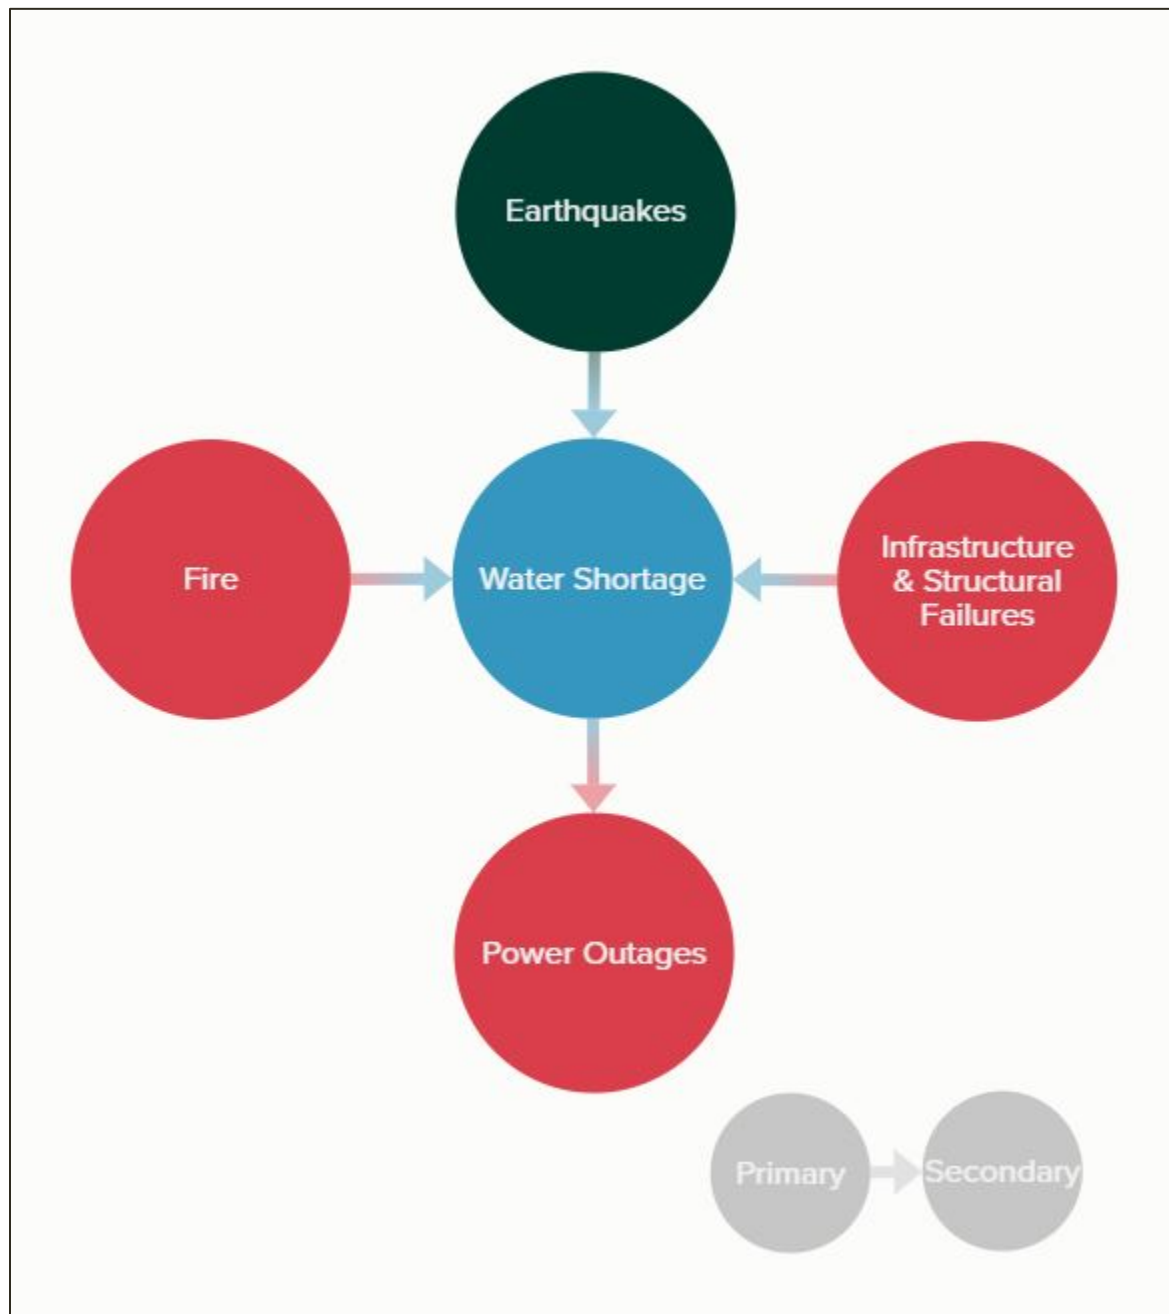 Earthquakes
Fire
Water Shortage
Infrastructure
& Structural
Failures
Power Outages
Primary
Secondary